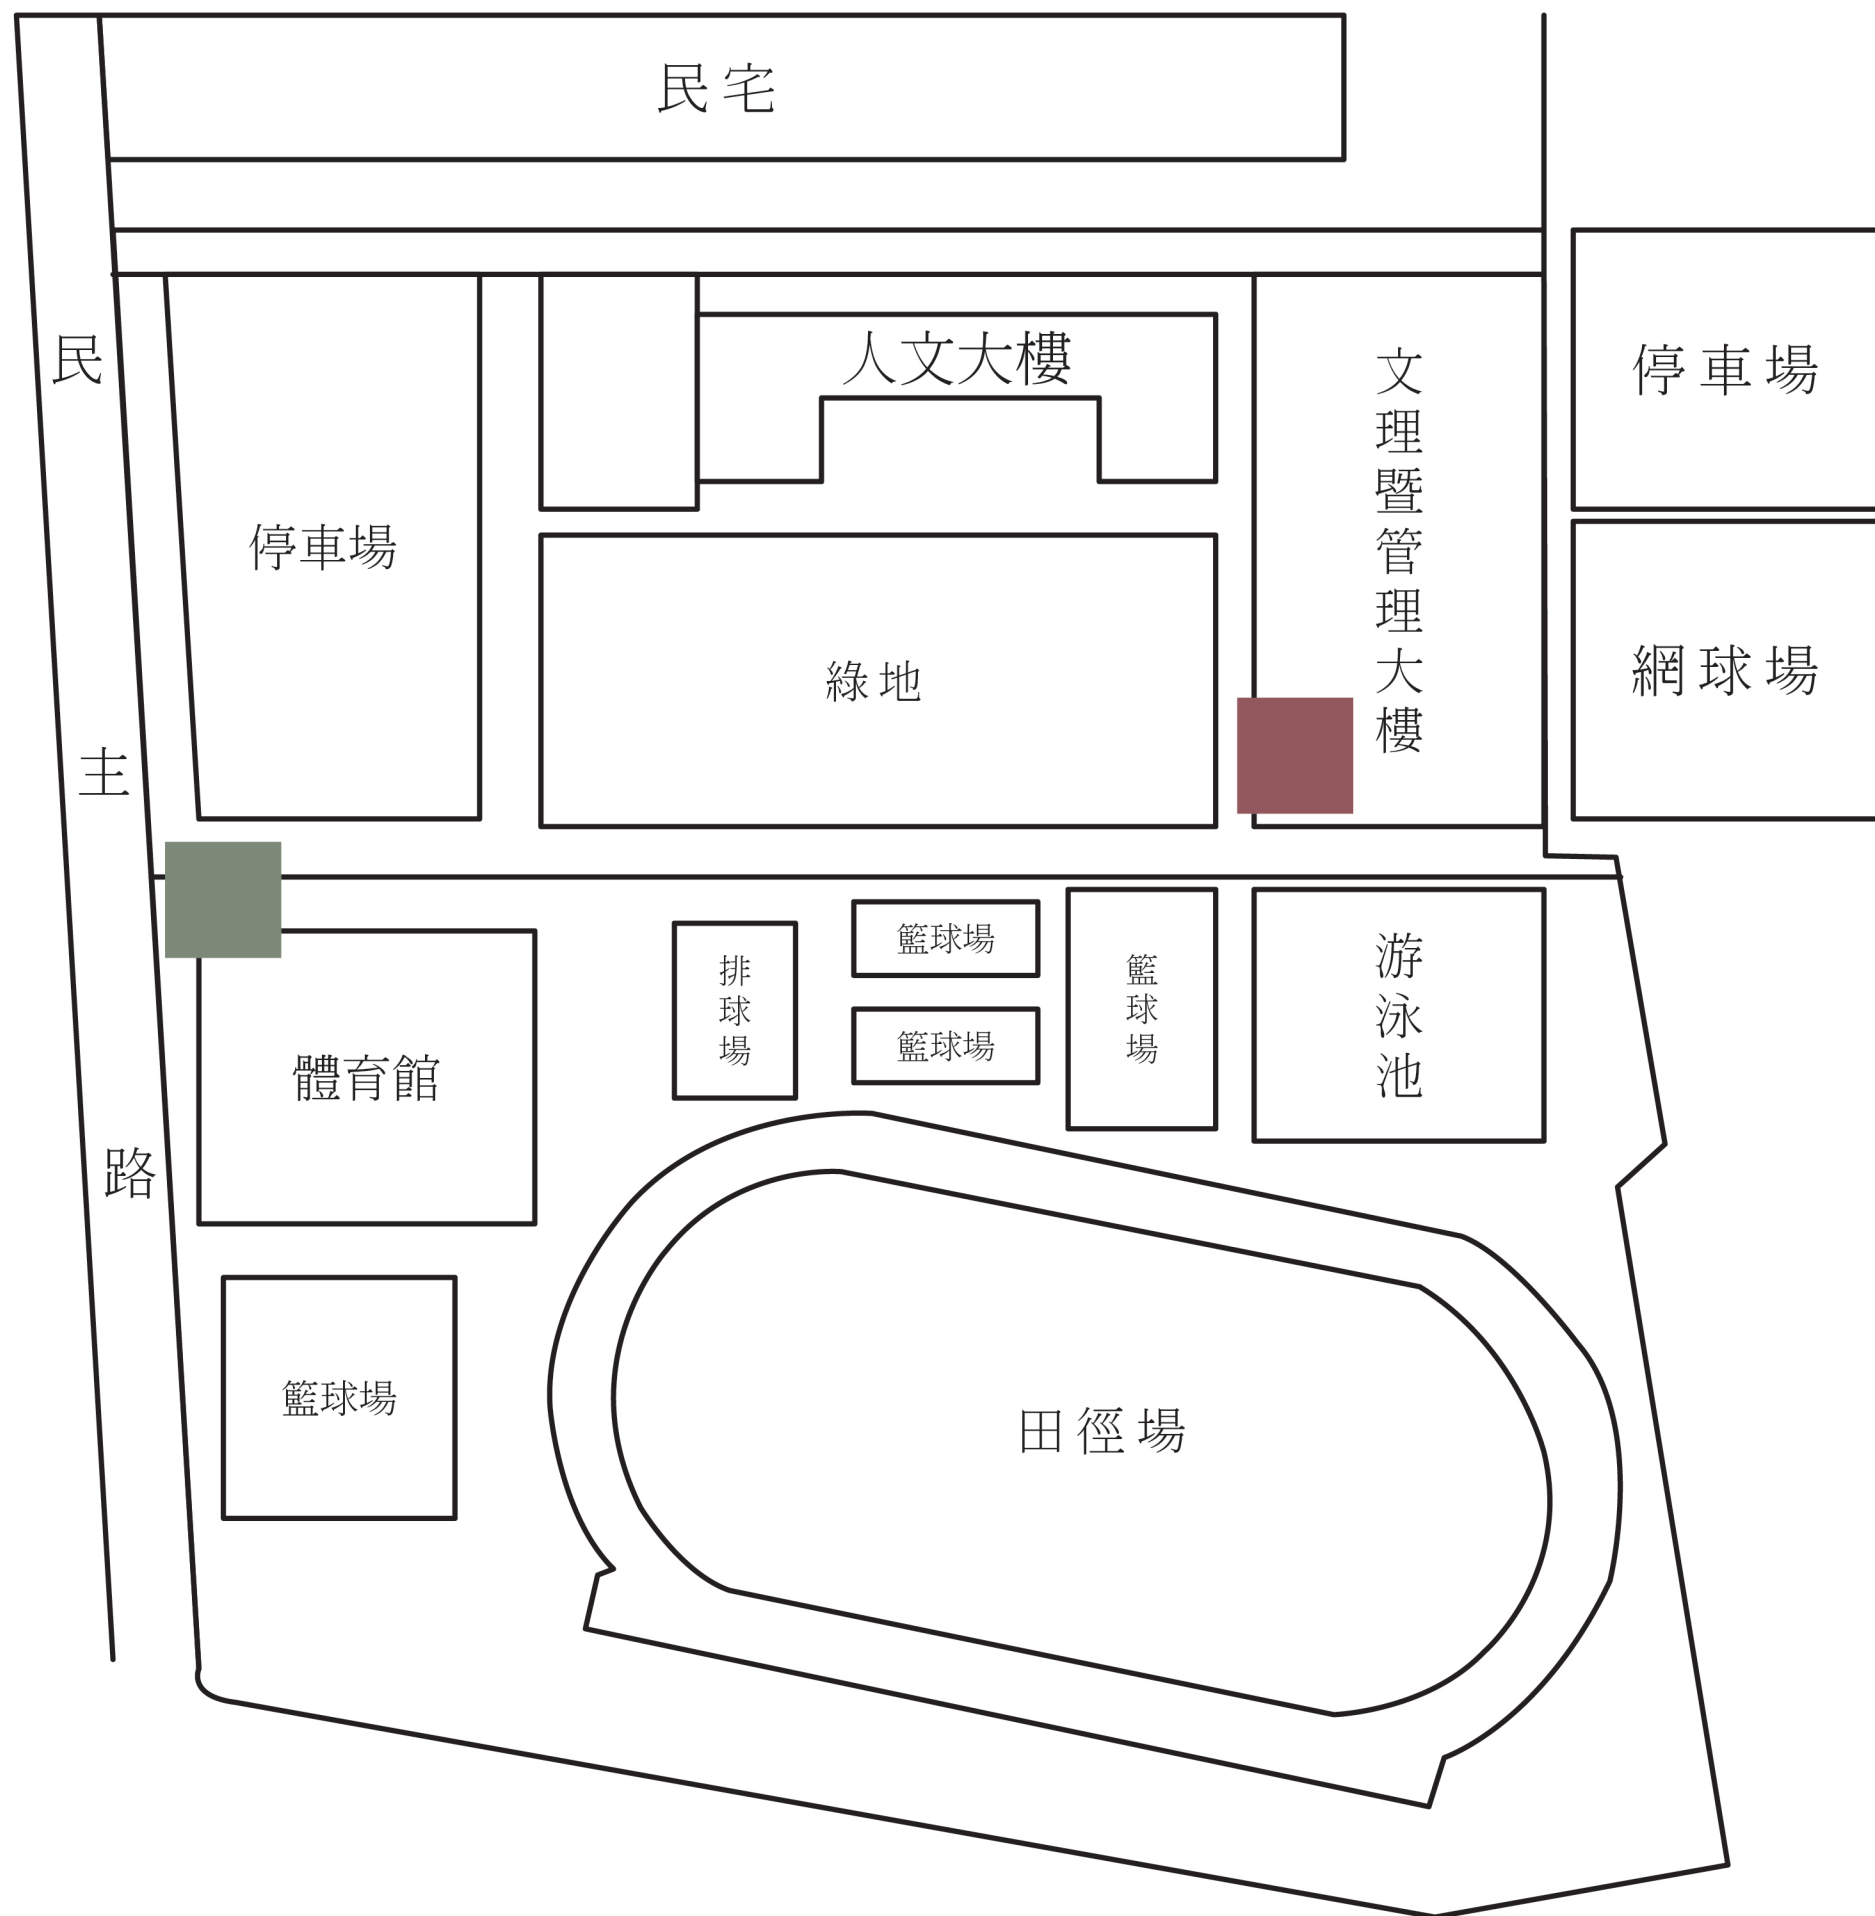 民宅
民主路
停車場
人文大樓
文理暨管理大樓
停車場
綠地
網球場
排球場
籃球場
籃球場
籃球場
游泳池
體育館
籃球場
田徑場